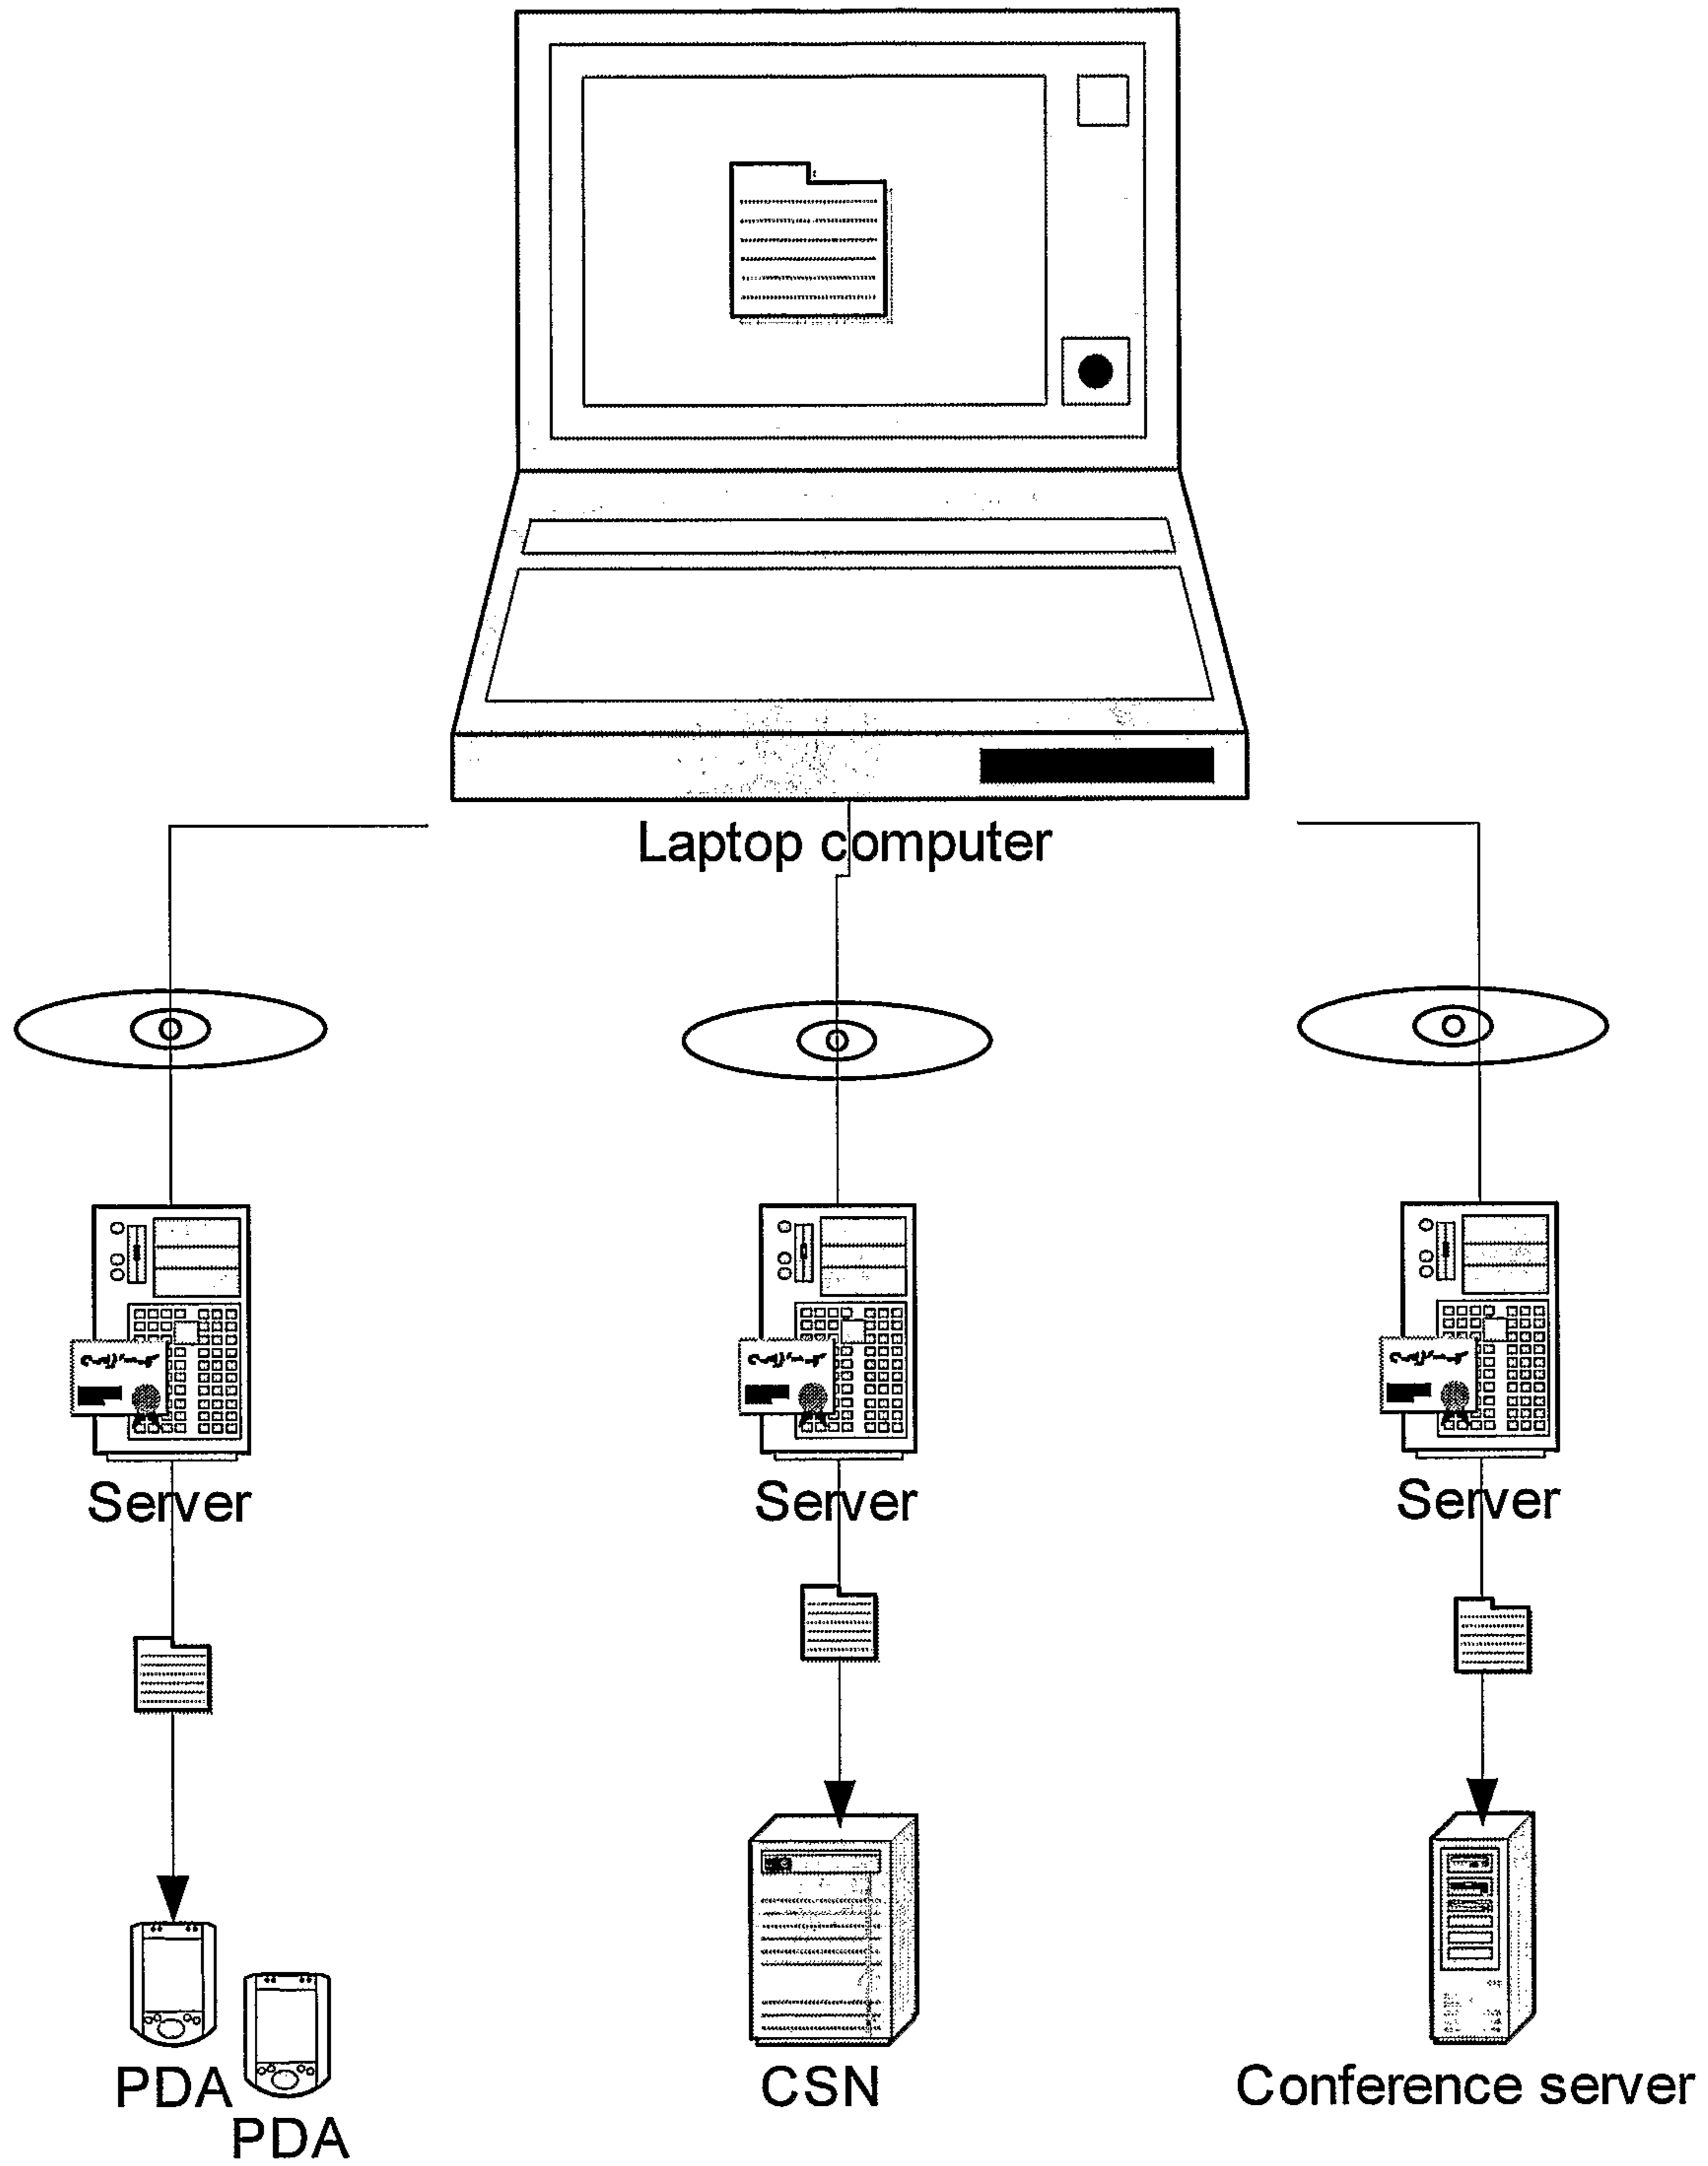 Laptop computer
Server
Server
Server
PDA
CSN
Conference server
PDA